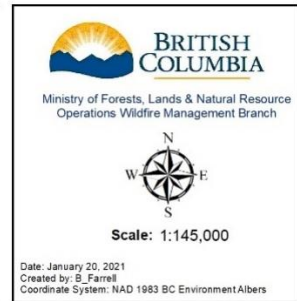 BRITISH
COLUMBIA
Ministry of Forests, Lands & Natural Resource
Operations Wildfire Management Branch
N
W E
S
Scale: 1:145,000
Date: January 20, 2021
Created by: B_Farrell
Coordinate System: NAD 1983 BC Environment Albers